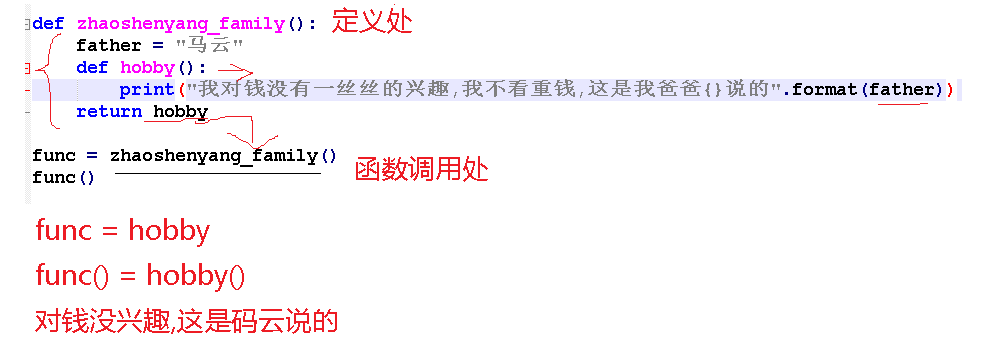 def zhaoshenyang_family(): 定义处
father = "马云"
def hobby():
print("我对钱没有一丝丝的兴趣,我不看重钱,这是我爸爸{}说的".format(father))
return hobby
func = zhaoshenyang_family()
func() 函数调用处
func = hobby
func() = hobby()
对钱没兴趣,这是码云说的